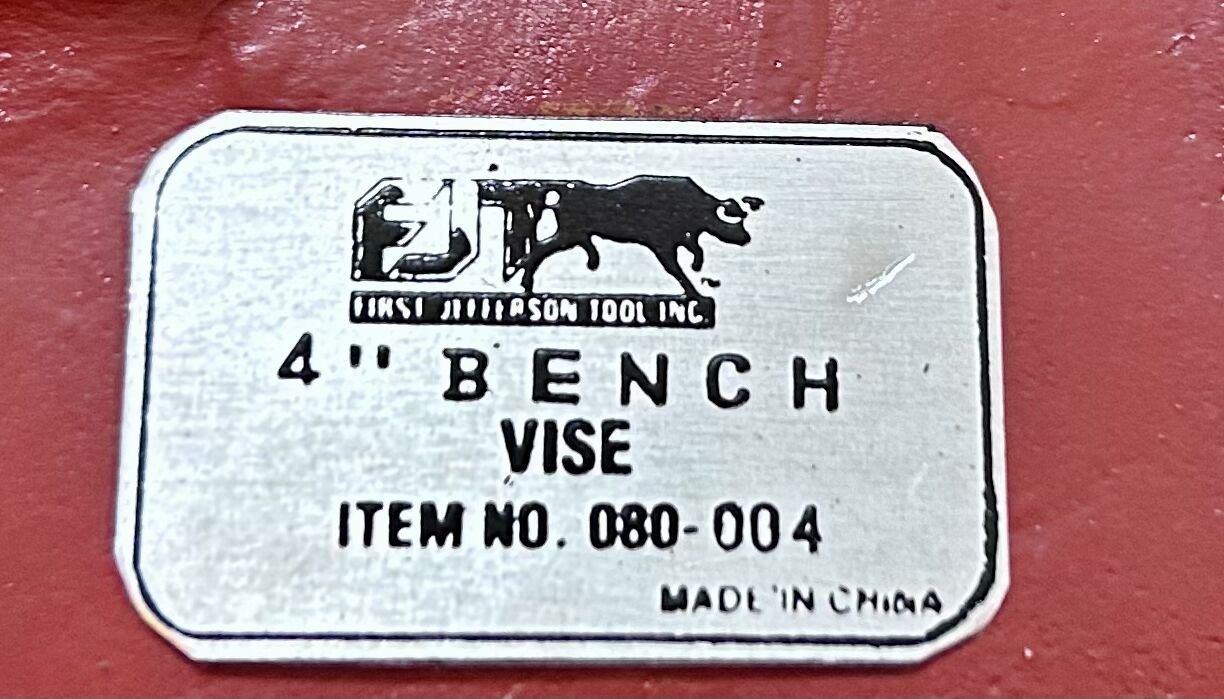 FJT
FIRST JEFFERSON TOOL INC.
4" BENCH
VISE
ITEM NO. 080-004
MADE IN CHINA